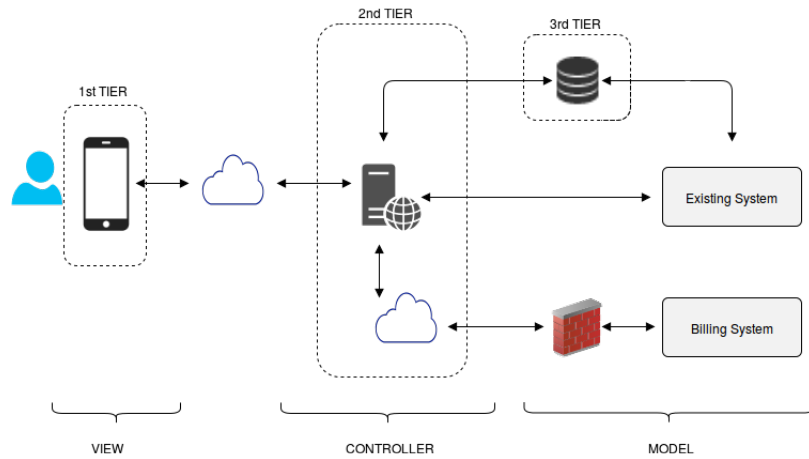 2nd TIER
3rd TIER
1st TIER
Existing System
Billing System
VIEW
CONTROLLER
MODEL